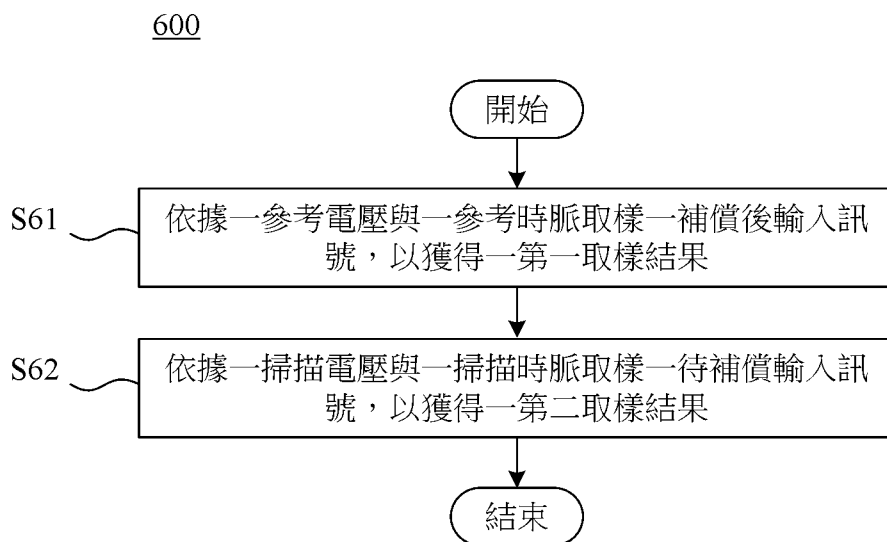 600
開始
S61
依據一參考電壓與一參考時脈取樣一補償後輸入訊
號，以獲得一第一取樣結果
S62
依據一掃描電壓與一掃描時脈取樣一待補償輸入訊
號，以獲得一第二取樣結果
結束